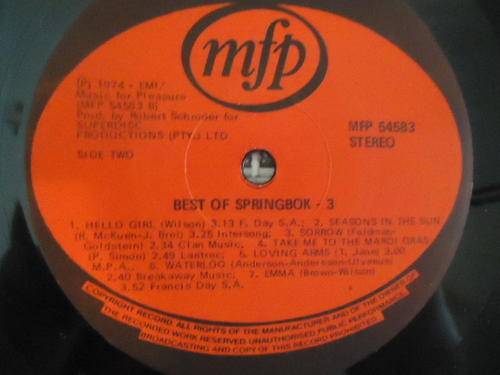 mfp
(P) 1974 - EMI/
Music for Pleasure
(MFP 54583 B)
Prod. by Robert Schroder for
SUPERDISC
PRODUCTIONS (PTY.) LTD
SIDE TWO
MFP 54583
STEREO
BEST OF SPRINGBOK - 3
1. HELLO GIRL (Wilson) 3.13 F. Day S.A.; 2. SEASONS IN THE SUN
(R. McKuen-J. Brel) 3.25 Intersong; 3. SORROW (Feldman-
Goldstein) 2.34 Clan Music; 4. TAKE ME TO THE MARDI GRAS
(P. Simon) 2.49 Lantrec; 5. LOVING ARMS (T. Jans) 3.00
M.P.A.; 6. WATERLOO (Anderson-Andersson-Ulvaeus)
2.40 Breakaway Music; 7. EMMA (Brown-Wilson)
3.52 Francis Day S.A.
COPYRIGHT RECORD. ALL RIGHTS OF THE MANUFACTURER AND OF THE OWNER OF
THE RECORDED WORK RESERVED. UNAUTHORISED PUBLIC PERFORMANCE
BROADCASTING AND COPY OF THIS RECORD PROHIBITED.